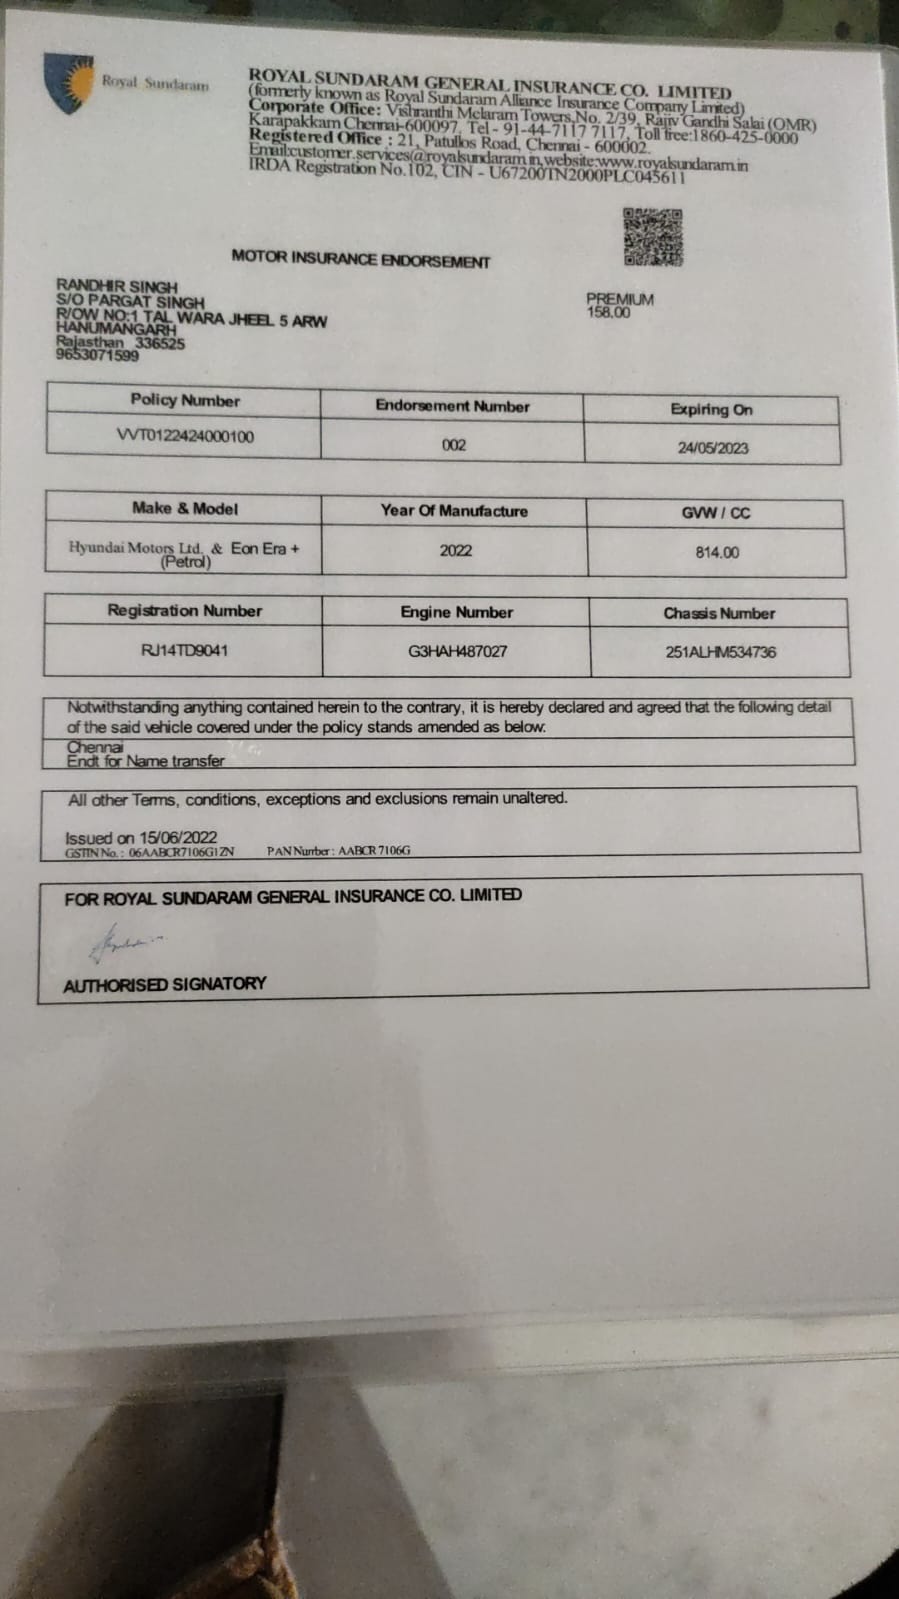 Royal Sundaram
ROYAL SUNDARAM GENERAL INSURANCE CO. LIMITED
(formerly known as Royal Sundaram Alliance Insurance Company Limited)
Corporate Office: Vishranthi Melaram Towers,No. 2/39, Rajiv Gandhi Salai (OMR)
Karapakkam Chennai-600097, Tel - 91-44-7117 7117, Toll free:1860-425-0000
Registered Office : 21, Patullos Road, Chennai - 600002.
Email:customer.services@royalsundaram.in,website:www.royalsundaram.in
IRDA Registration No.102, CIN - U67200TN2000PLC045611
MOTOR INSURANCE ENDORSEMENT
RANDHIR SINGH
S/O PARGAT SINGH
R/OW NO:1 TAL WARA JHEEL 5 ARW
HANUMANGARH
Rajasthan 336525
9653071599
PREMIUM
158.00
Policy Number Endorsement Number Expiring On
VVT0122424000100 002 24/05/2023
Make & Model Year Of Manufacture GVW / CC
Hyundai Motors Ltd. & Eon Era + 2022 814.00
(Petrol)
Registration Number Engine Number Chassis Number
RJ14TD9041 G3HAH487027 251ALHM534736
Notwithstanding anything contained herein to the contrary, it is hereby declared and agreed that the following detail
of the said vehicle covered under the policy stands amended as below.
Chennai
Endt for Name transfer
All other Terms, conditions, exceptions and exclusions remain unaltered.
Issued on 15/06/2022
GSTIN No. : 06AABCR7106G1ZN PAN Number : AABCR7106G
FOR ROYAL SUNDARAM GENERAL INSURANCE CO. LIMITED
AUTHORISED SIGNATORY